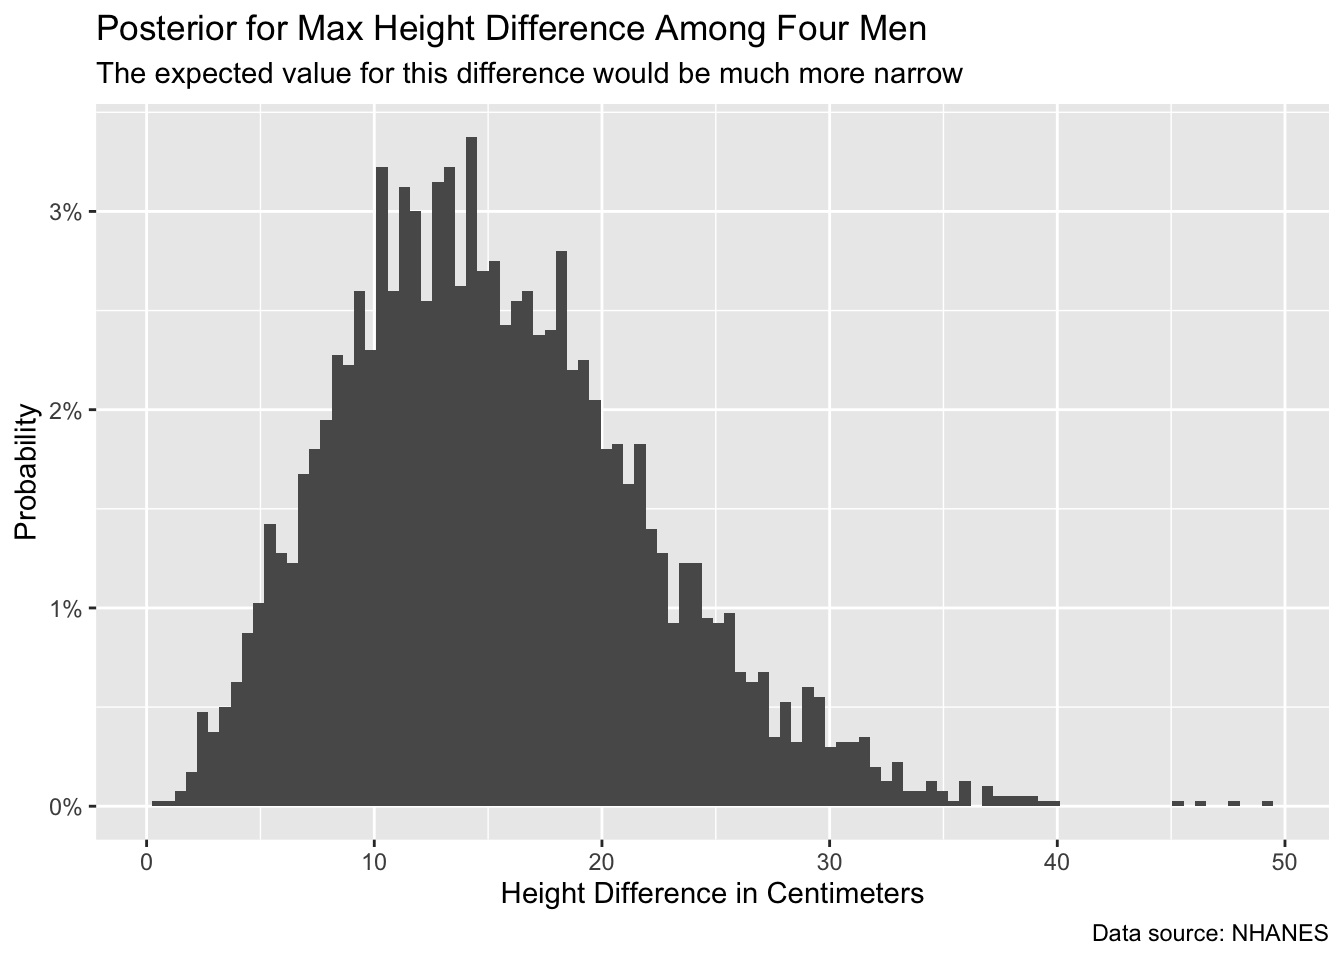 Posterior for Max Height Difference Among Four Men
The expected value for this difference would be much more narrow
Probability
3%
2%
1%
0%
0 10 20 30 40 50
Height Difference in Centimeters
Data source: NHANES